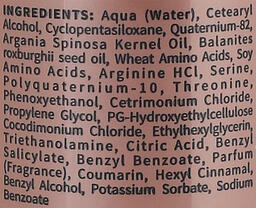 INGREDIENTS: Aqua (Water), Cetearyl
Alcohol, Cyclopentasiloxane, Quaternium-82,
Argania Spinosa Kernel Oil, Balanites
roxburghii seed oil, Wheat Amino Acids, Soy
Amino Acids, Arginine HCl, Serine,
Polyquaternium-10, Threonine,
Phenoxyethanol, Cetrimonium Chloride,
Propylene Glycol, PG-Hydroxyethylcellulose
Cocodimonium Chloride, Ethylhexylglycerin,
Triethanolamine, Citric Acid, Benzyl
Salicylate, Benzyl Benzoate, Parfum
(Fragrance), Coumarin, Hexyl Cinnamal,
Benzyl Alcohol, Potassium Sorbate, Sodium
Benzoate